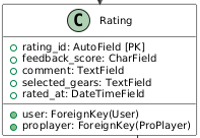 C Rating
rating_id: AutoField [PK]
feedback_score: CharField
comment: TextField
selected_gears: TextField
rated_at: DateTimeField
user: ForeignKey(User)
proplayer: ForeignKey(ProPlayer)